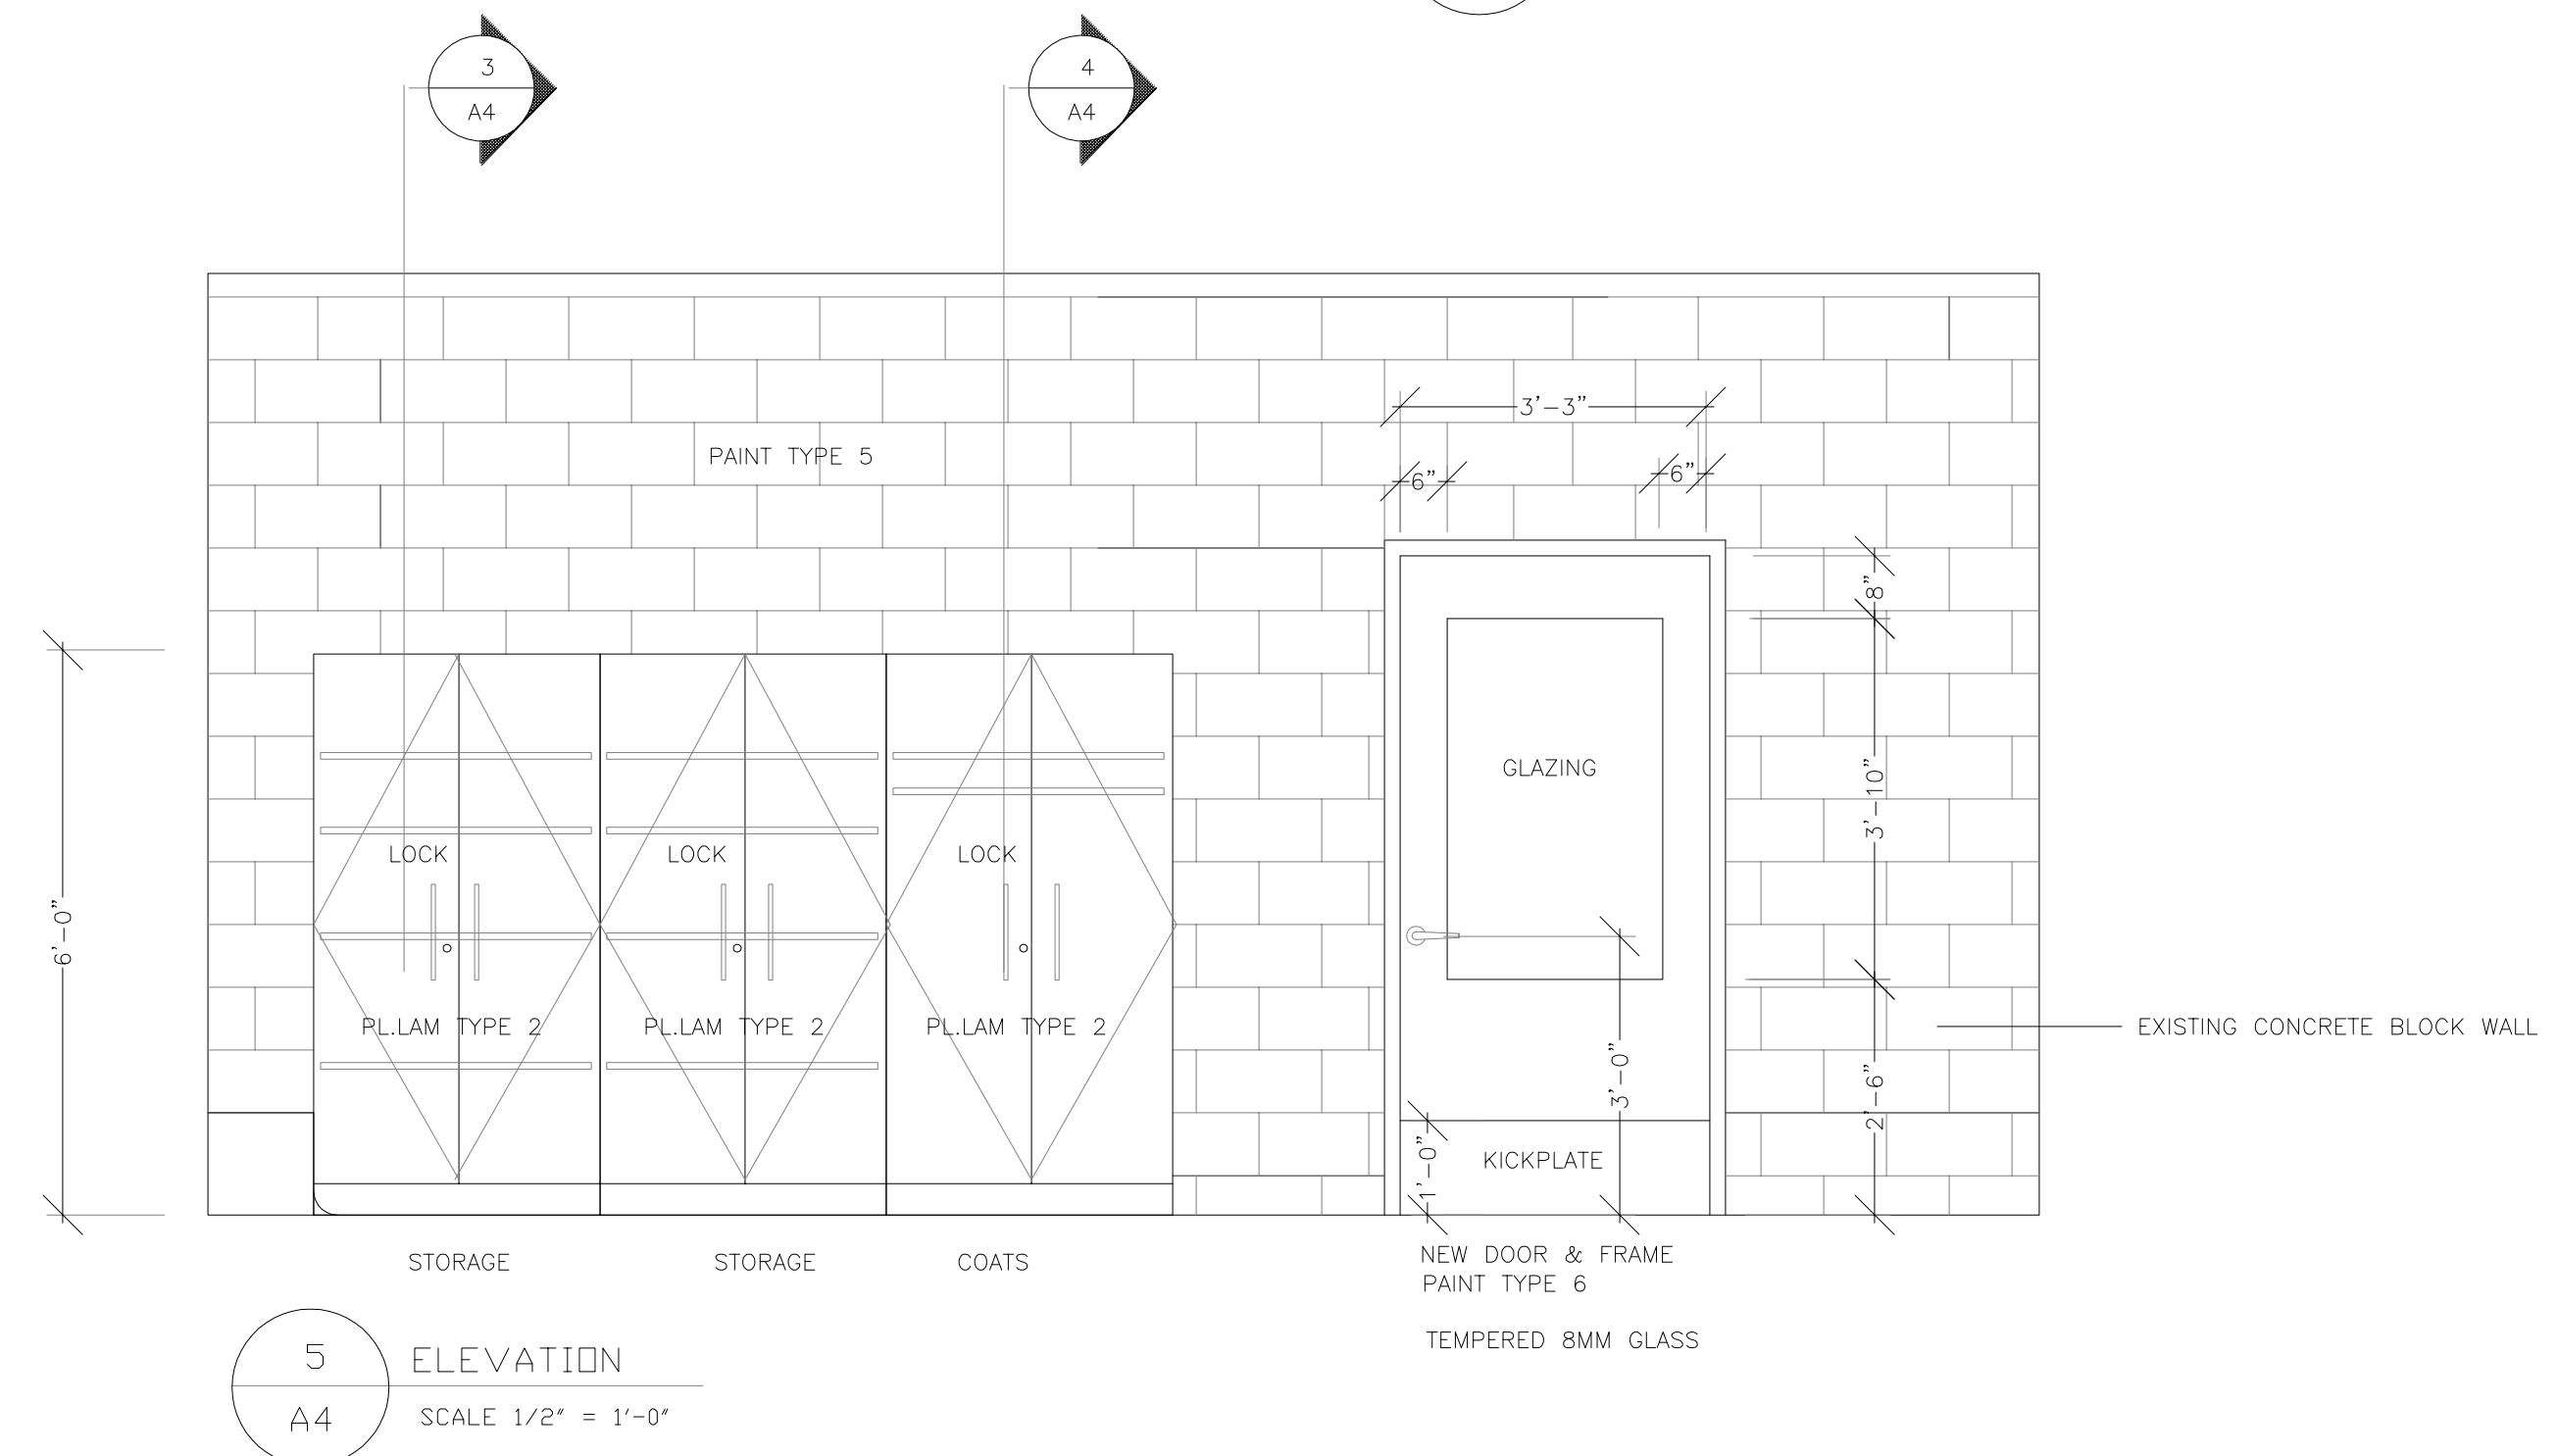 3
A4
4
A4
3'-3"
PAINT TYPE 5
6"
6"
8"
GLAZING
3'-10"
LOCK
LOCK
LOCK
6'-0"
PL.LAM TYPE 2
PL.LAM TYPE 2
PL.LAM TYPE 2
EXISTING CONCRETE BLOCK WALL
3'-0"
2'-6"
1'-0"
KICKPLATE
STORAGE
STORAGE
COATS
NEW DOOR & FRAME
PAINT TYPE 6
TEMPERED 8MM GLASS
5
A4
ELEVATION
SCALE 1/2" = 1'-0"